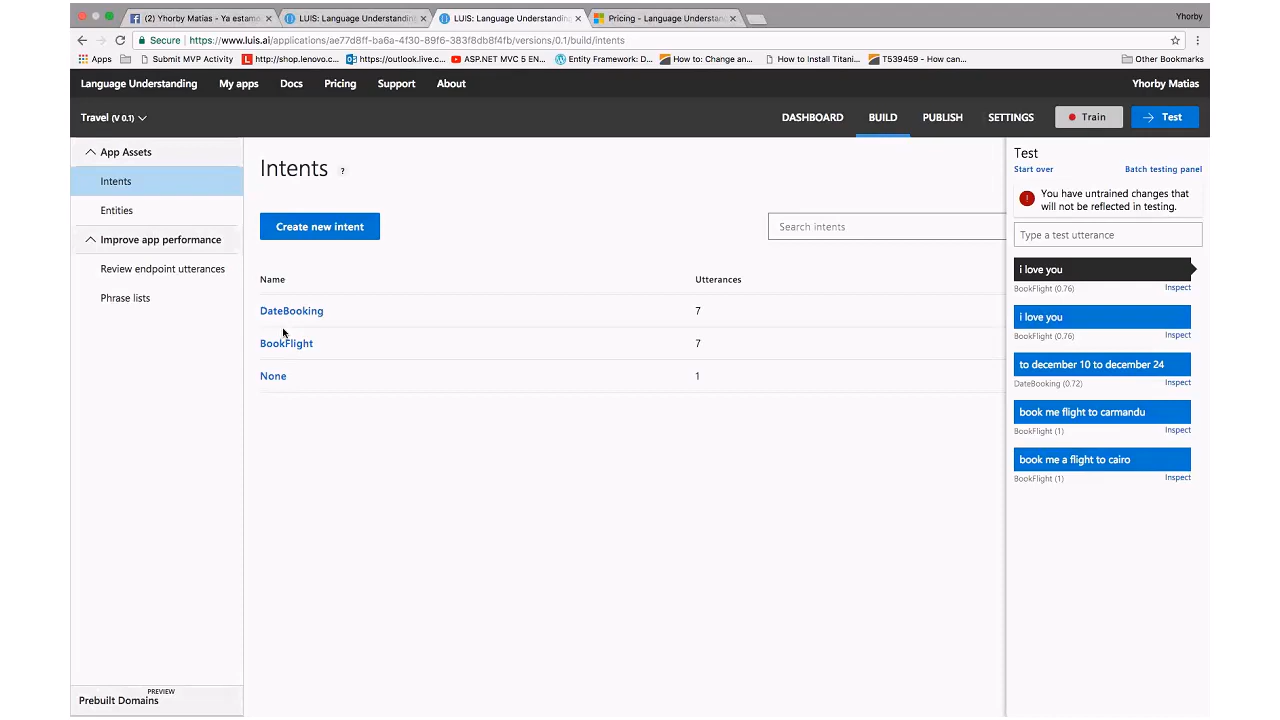 (2) Yhorby Matias - Ya estamo
LUIS: Language Understandin
LUIS: Language Understandin
Pricing - Language Understan
Yhorby
Secure
https://www.luis.ai/applications/ae77d8ff-ba6a-4f30-89f6-383f8db8f4fb/versions/0.1/build/intents
Apps
Submit MVP Activity
http://shop.lenovo.c...
https://outlook.live.c...
ASP.NET MVC 5 EN...
Entity Framework: D...
How to: Change an...
How to Install Titani...
T539459 - How can...
Other Bookmarks
Language Understanding
My apps
Docs
Pricing
Support
About
Yhorby Matias
Travel (V 0.1)
DASHBOARD
BUILD
PUBLISH
SETTINGS
Train
Test
App Assets
Intents
Entities
Improve app performance
Review endpoint utterances
Phrase lists
PREVIEW
Prebuilt Domains
Intents ?
Create new intent
Search intents
Name
Utterances
DateBooking
7
BookFlight
7
None
1
Test
Start over
Batch testing panel
You have untrained changes that
will not be reflected in testing.
Type a test utterance
i love you
BookFlight (0.76)
Inspect
i love you
BookFlight (0.76)
Inspect
to december 10 to december 24
DateBooking (0.72)
Inspect
book me flight to carmandu
BookFlight (1)
Inspect
book me a flight to cairo
BookFlight (1)
Inspect